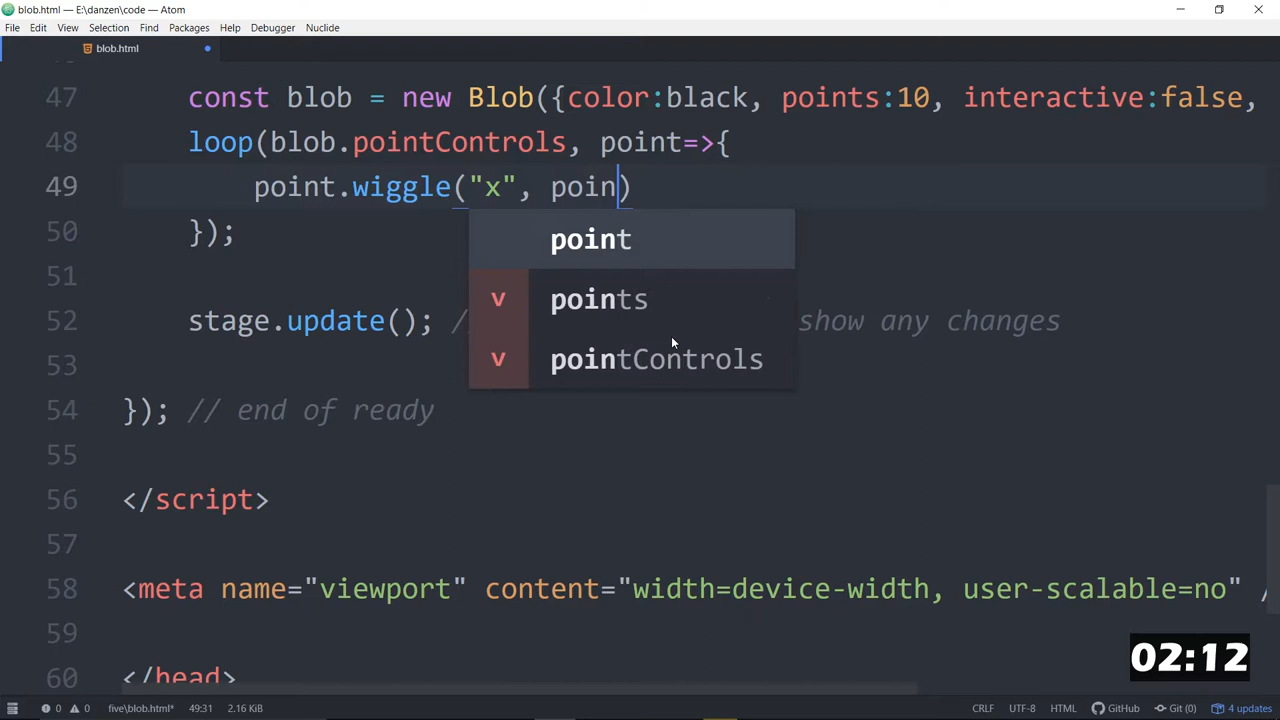 blob.html — E:\danzen\code — Atom
File Edit View Selection Find Packages Help Debugger Nuclide
blob.html
47 const blob = new Blob({color:black, points:10, interactive:false,
48 loop(blob.pointControls, point=>{
49 point.wiggle("x", poin)
point
50 });
v points
51
52 stage.update(); // show any changes
v pointControls
53
54 }); // end of ready
55
56 </script>
57
58 <meta name="viewport" content="width=device-width, user-scalable=no" /
59
02:12
60 </head>
0 0 five\blob.html* 49:31 2.16 KiB CRLF UTF-8 HTML GitHub Git (0) 4 updates